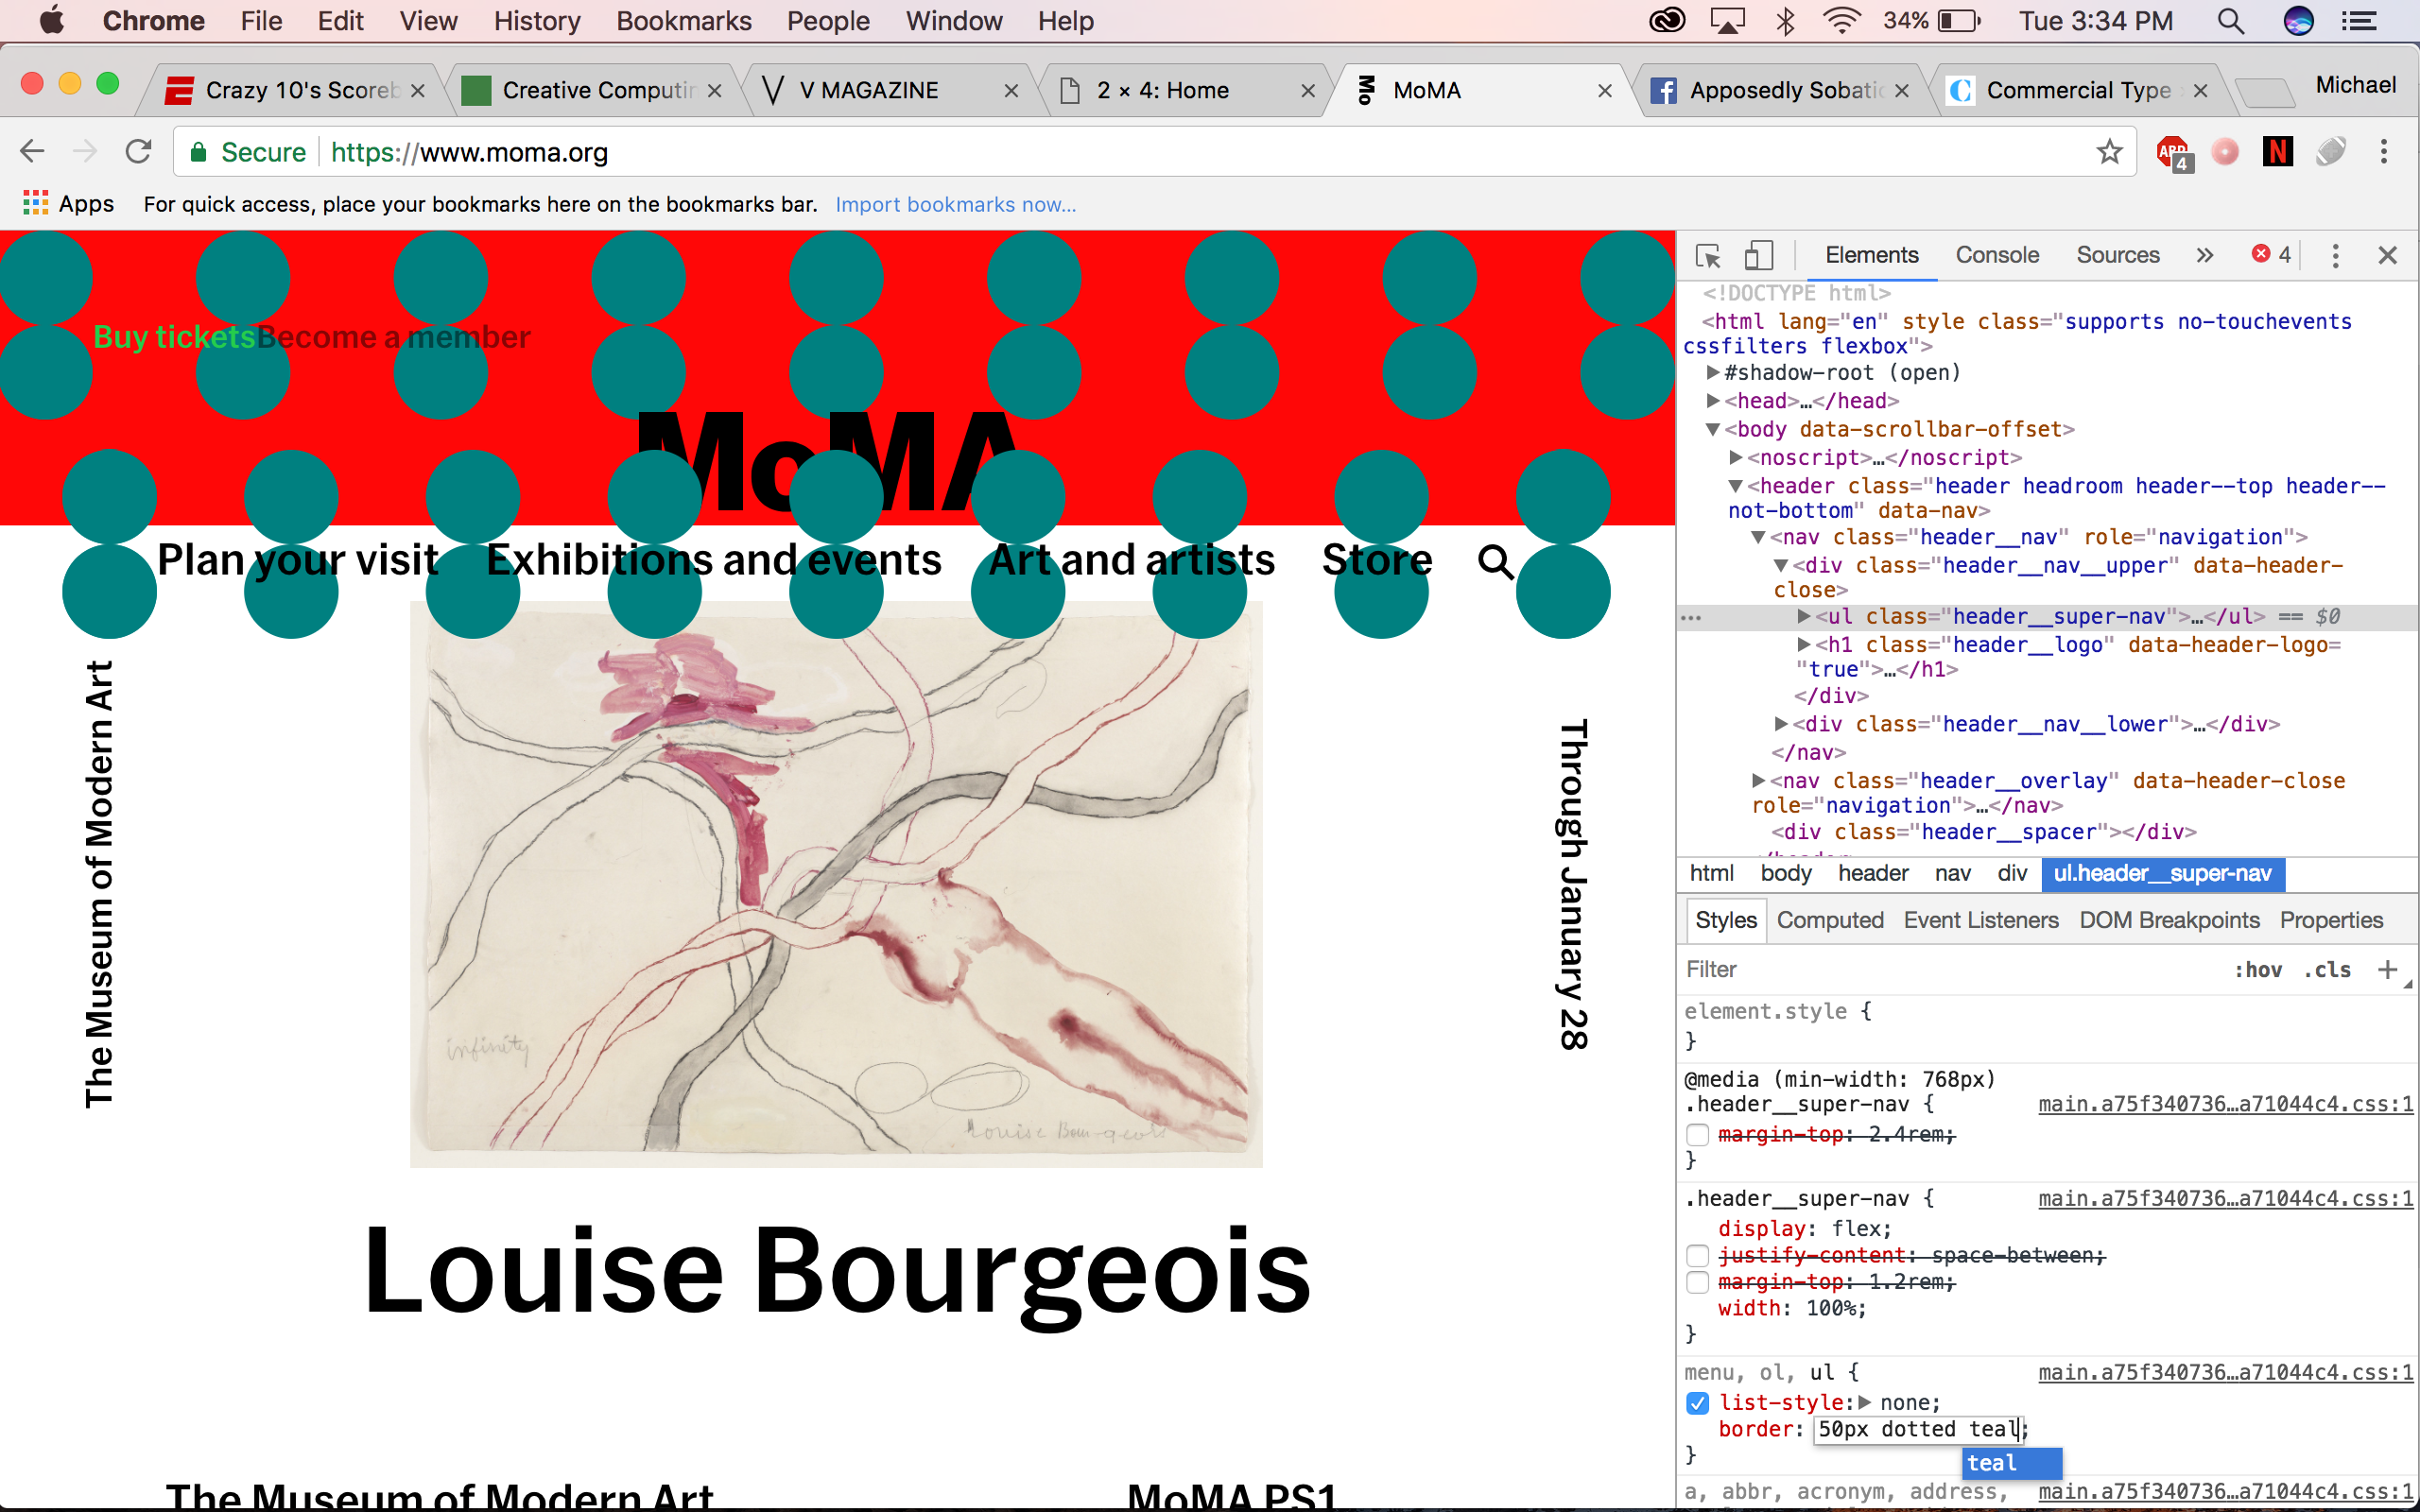 Chrome File Edit View History Bookmarks People Window Help 34% Tue 3:34 PM
Crazy 10's Scoreb Creative Computin V MAGAZINE 2 × 4: Home MoMA Apposedly Sobatic Commercial Type Michael
Secure https://www.moma.org ABP 4 N
Apps For quick access, place your bookmarks here on the bookmarks bar. Import bookmarks now...
Buy tickets Become a member
MoMA
Plan your visit Exhibitions and events Art and artists Store
The Museum of Modern Art
Through January 28
infinity
Louise Bourgeois
Louise Bourgeois
The Museum of Modern Art MoMA PS1
Elements Console Sources » 4
<!DOCTYPE html>
<html lang="en" style class="supports no-touchevents
cssfilters flexbox">
#shadow-root (open)
<head>…</head>
<body data-scrollbar-offset>
<noscript>…</noscript>
<header class="header headroom header--top header--
not-bottom" data-nav>
<nav class="header__nav" role="navigation">
<div class="header__nav__upper" data-header-
close>
… <ul class="header__super-nav">…</ul> == $0
<h1 class="header__logo" data-header-logo=
"true">…</h1>
</div>
<div class="header__nav__lower">…</div>
</nav>
<nav class="header__overlay" data-header-close
role="navigation">…</nav>
<div class="header__spacer"></div>
</header>
html body header nav div ul.header__super-nav
Styles Computed Event Listeners DOM Breakpoints Properties
Filter :hov .cls +
element.style {
}
@media (min-width: 768px)
.header__super-nav { main.a75f340736…a71044c4.css:1
margin-top: 2.4rem;
}
.header__super-nav { main.a75f340736…a71044c4.css:1
display: flex;
justify-content: space-between;
margin-top: 1.2rem;
width: 100%;
}
menu, ol, ul { main.a75f340736…a71044c4.css:1
list-style: none;
border: 50px dotted teal;
}
teal
a, abbr, acronym, address, main.a75f340736…a71044c4.css:1